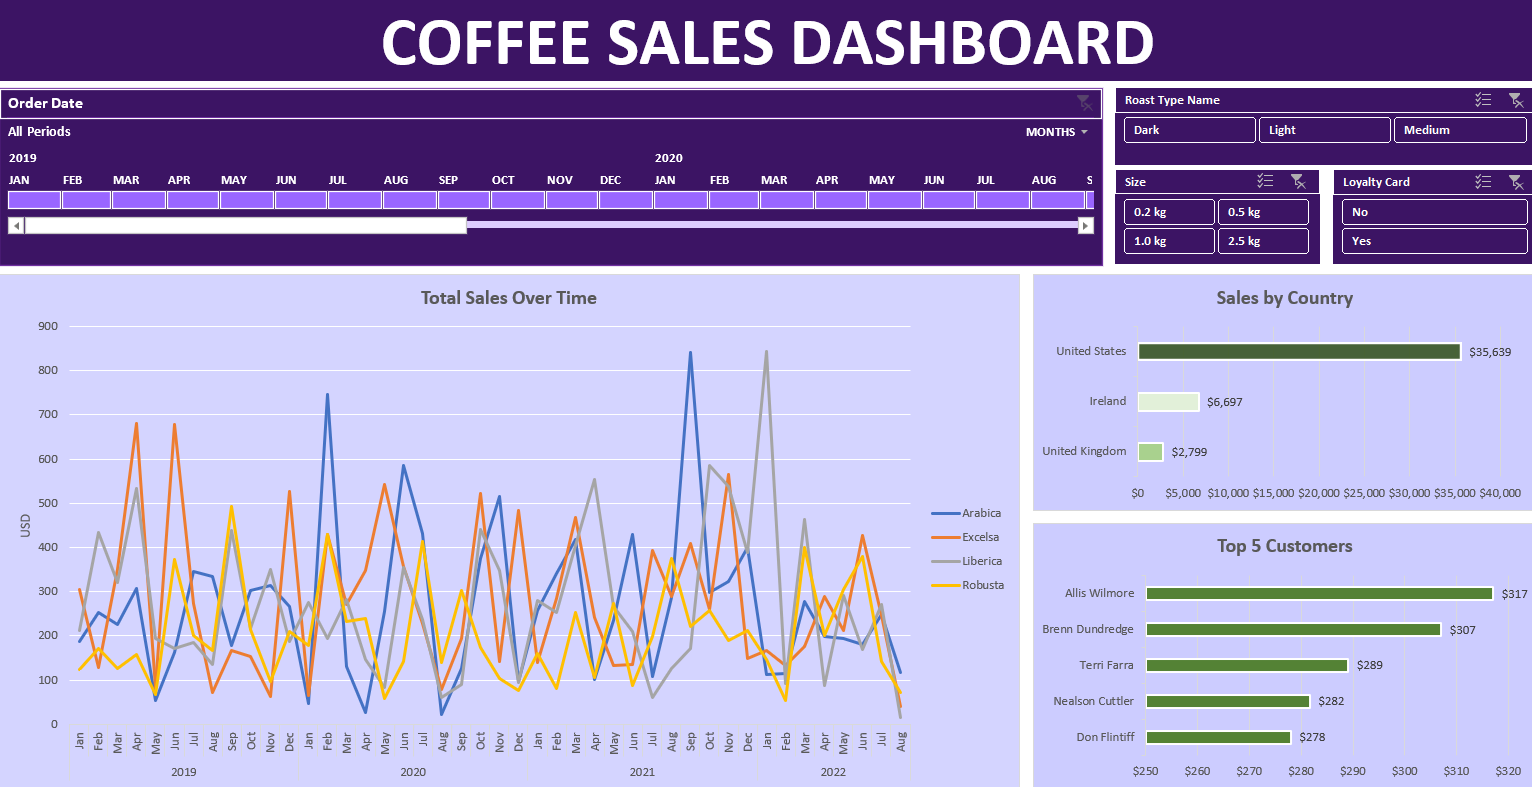 COFFEE SALES DASHBOARD
Order Date
All Periods
MONTHS
2019 2020
JAN FEB MAR APR MAY JUN JUL AUG SEP OCT NOV DEC JAN FEB MAR APR MAY JUN JUL AUG S
Roast Type Name
Dark Light Medium
Size
0.2 kg 0.5 kg
1.0 kg 2.5 kg
Loyalty Card
No
Yes
Total Sales Over Time
900
800
700
600
500
400
300
200
100
0
USD
Jan Feb Mar Apr May Jun Jul Aug Sep Oct Nov Dec Jan Feb Mar Apr May Jun Jul Aug Sep Oct Nov Dec Jan Feb Mar Apr May Jun Jul Aug Sep Oct Nov Dec Jan Feb Mar Apr May Jun Jul Aug
2019 2020 2021 2022
Arabica
Excelsa
Liberica
Robusta
Sales by Country
United States $35,639
Ireland $6,697
United Kingdom $2,799
$0 $5,000 $10,000 $15,000 $20,000 $25,000 $30,000 $35,000 $40,000
Top 5 Customers
Allis Wilmore $317
Brenn Dundredge $307
Terri Farra $289
Nealson Cuttler $282
Don Flintiff $278
$250 $260 $270 $280 $290 $300 $310 $320